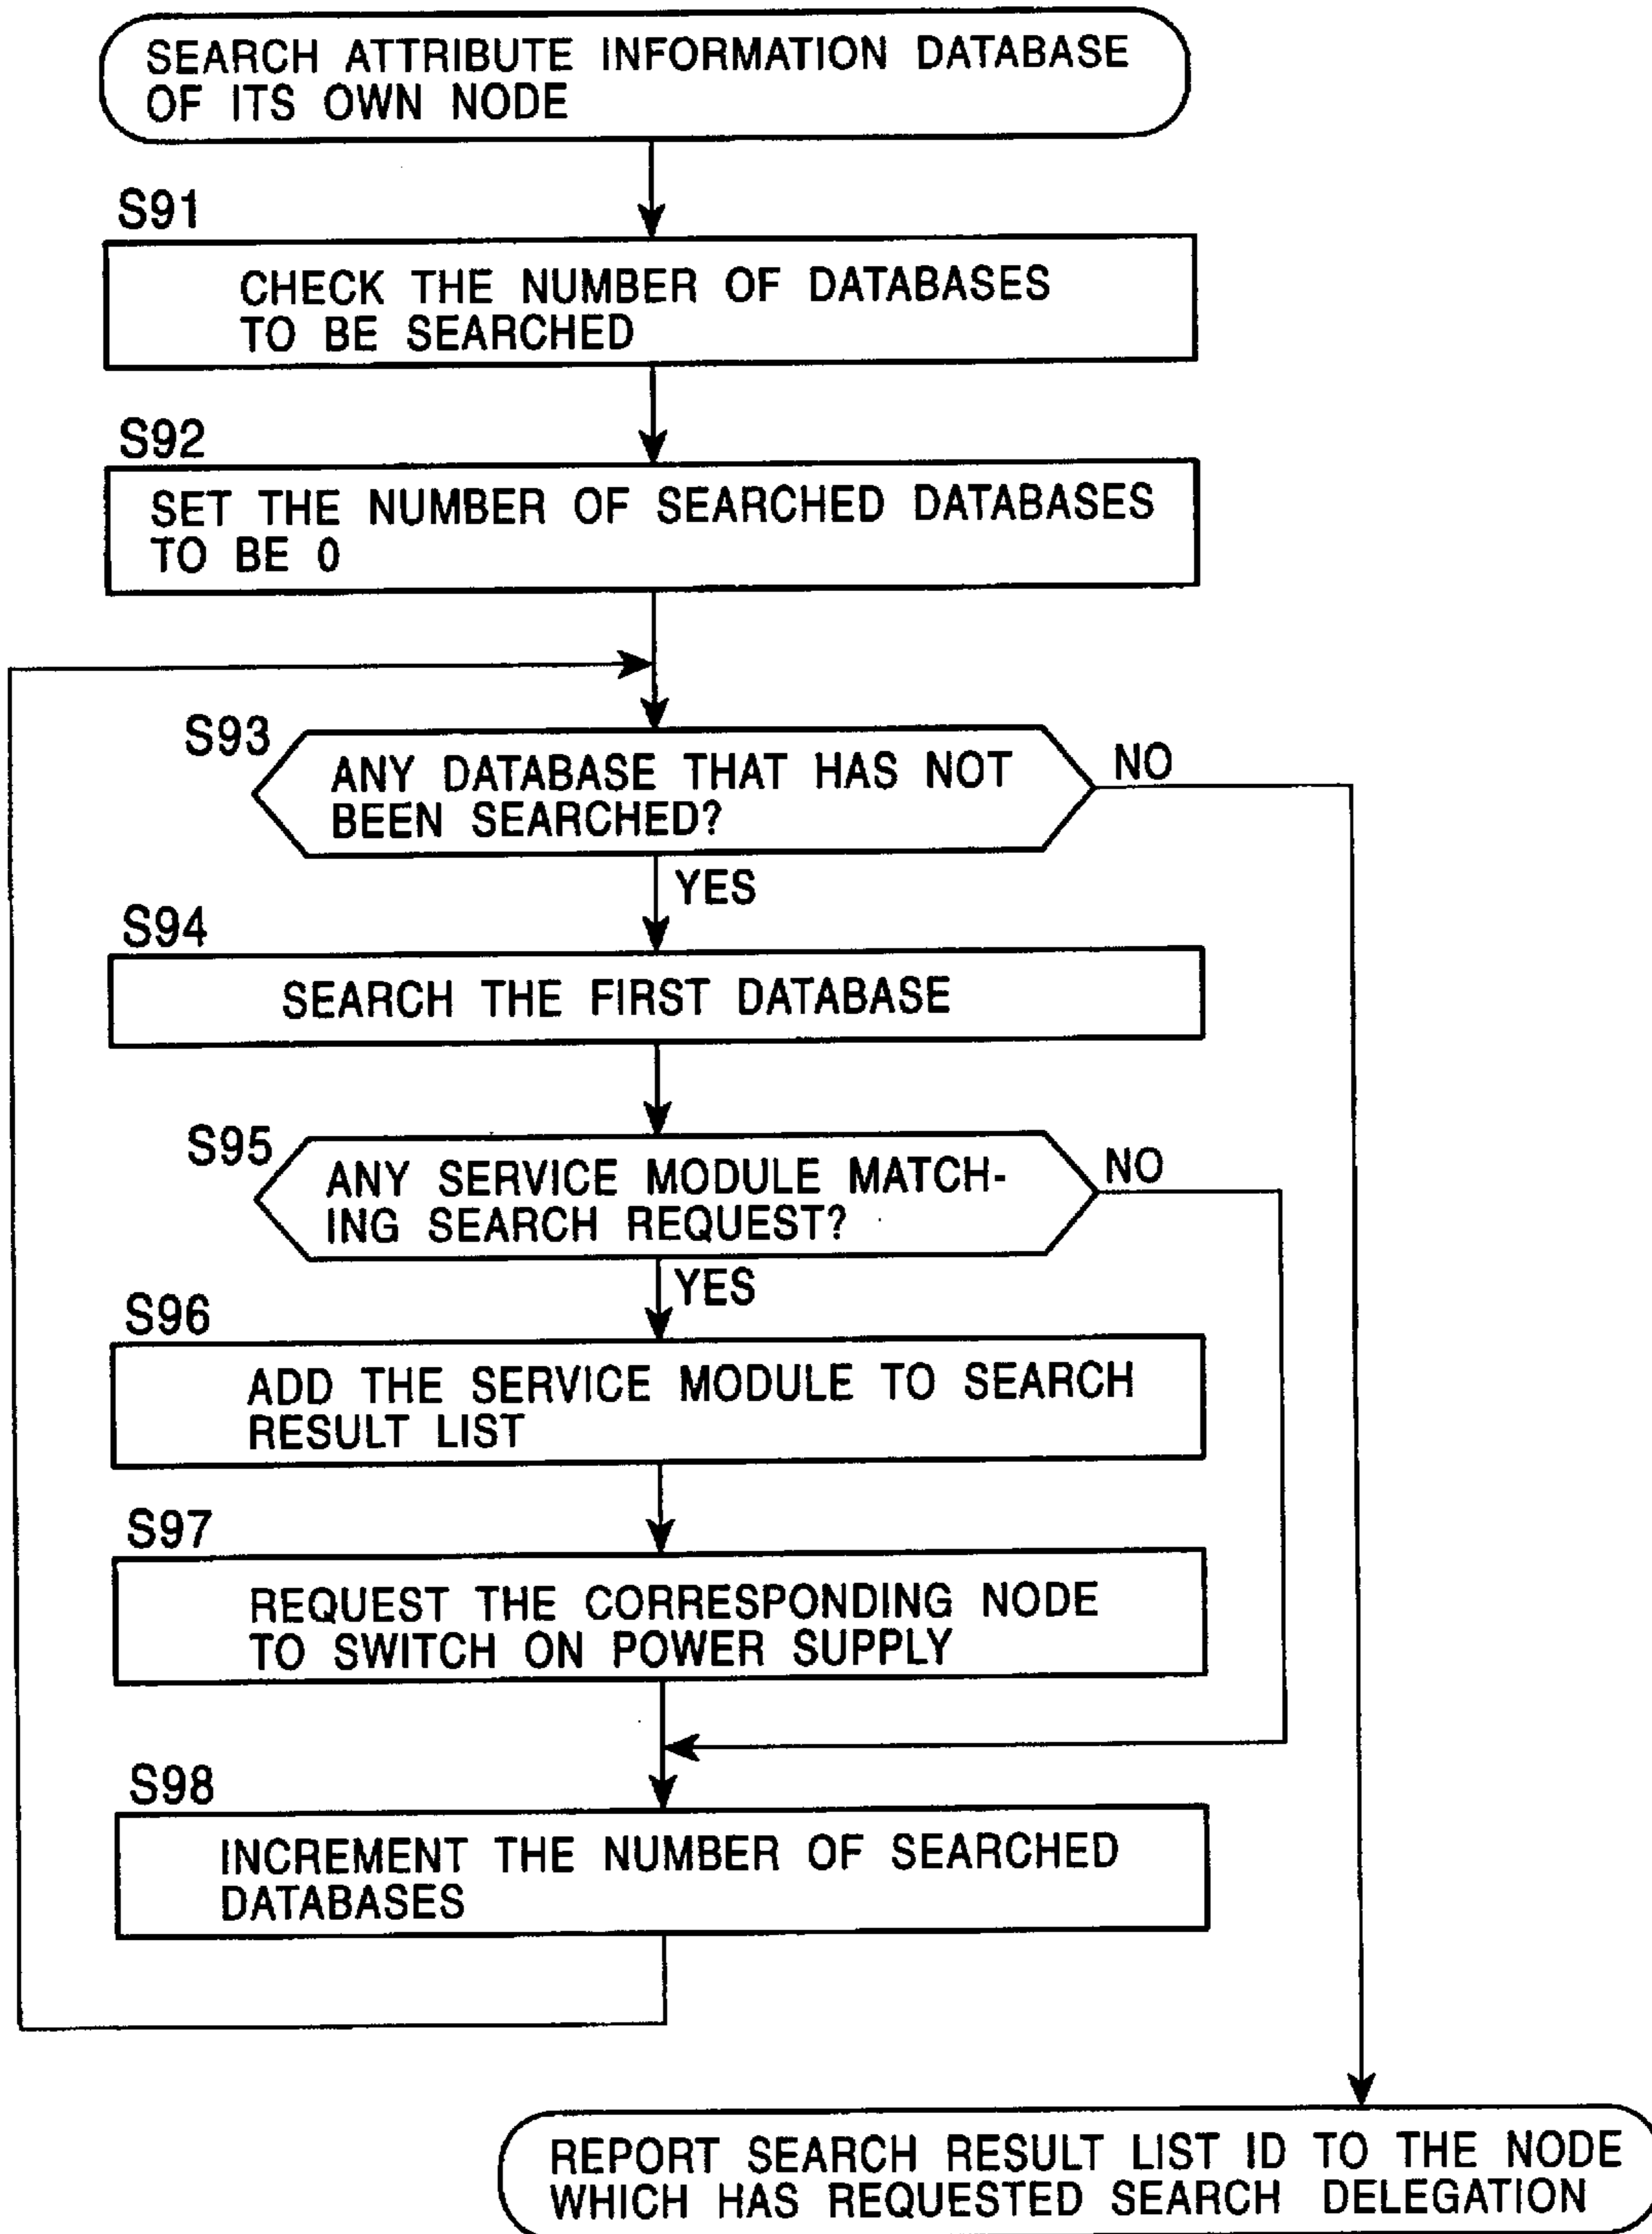 SEARCH ATTRIBUTE INFORMATION DATABASE
OF ITS OWN NODE
S91
CHECK THE NUMBER OF DATABASES
TO BE SEARCHED
S92
SET THE NUMBER OF SEARCHED DATABASES
TO BE 0
S93
ANY DATABASE THAT HAS NOT
BEEN SEARCHED?
NO
YES
S94
SEARCH THE FIRST DATABASE
S95
ANY SERVICE MODULE MATCH-
ING SEARCH REQUEST?
NO
YES
S96
ADD THE SERVICE MODULE TO SEARCH
RESULT LIST
S97
REQUEST THE CORRESPONDING NODE
TO SWITCH ON POWER SUPPLY
S98
INCREMENT THE NUMBER OF SEARCHED
DATABASES
REPORT SEARCH RESULT LIST ID TO THE NODE
WHICH HAS REQUESTED SEARCH DELEGATION